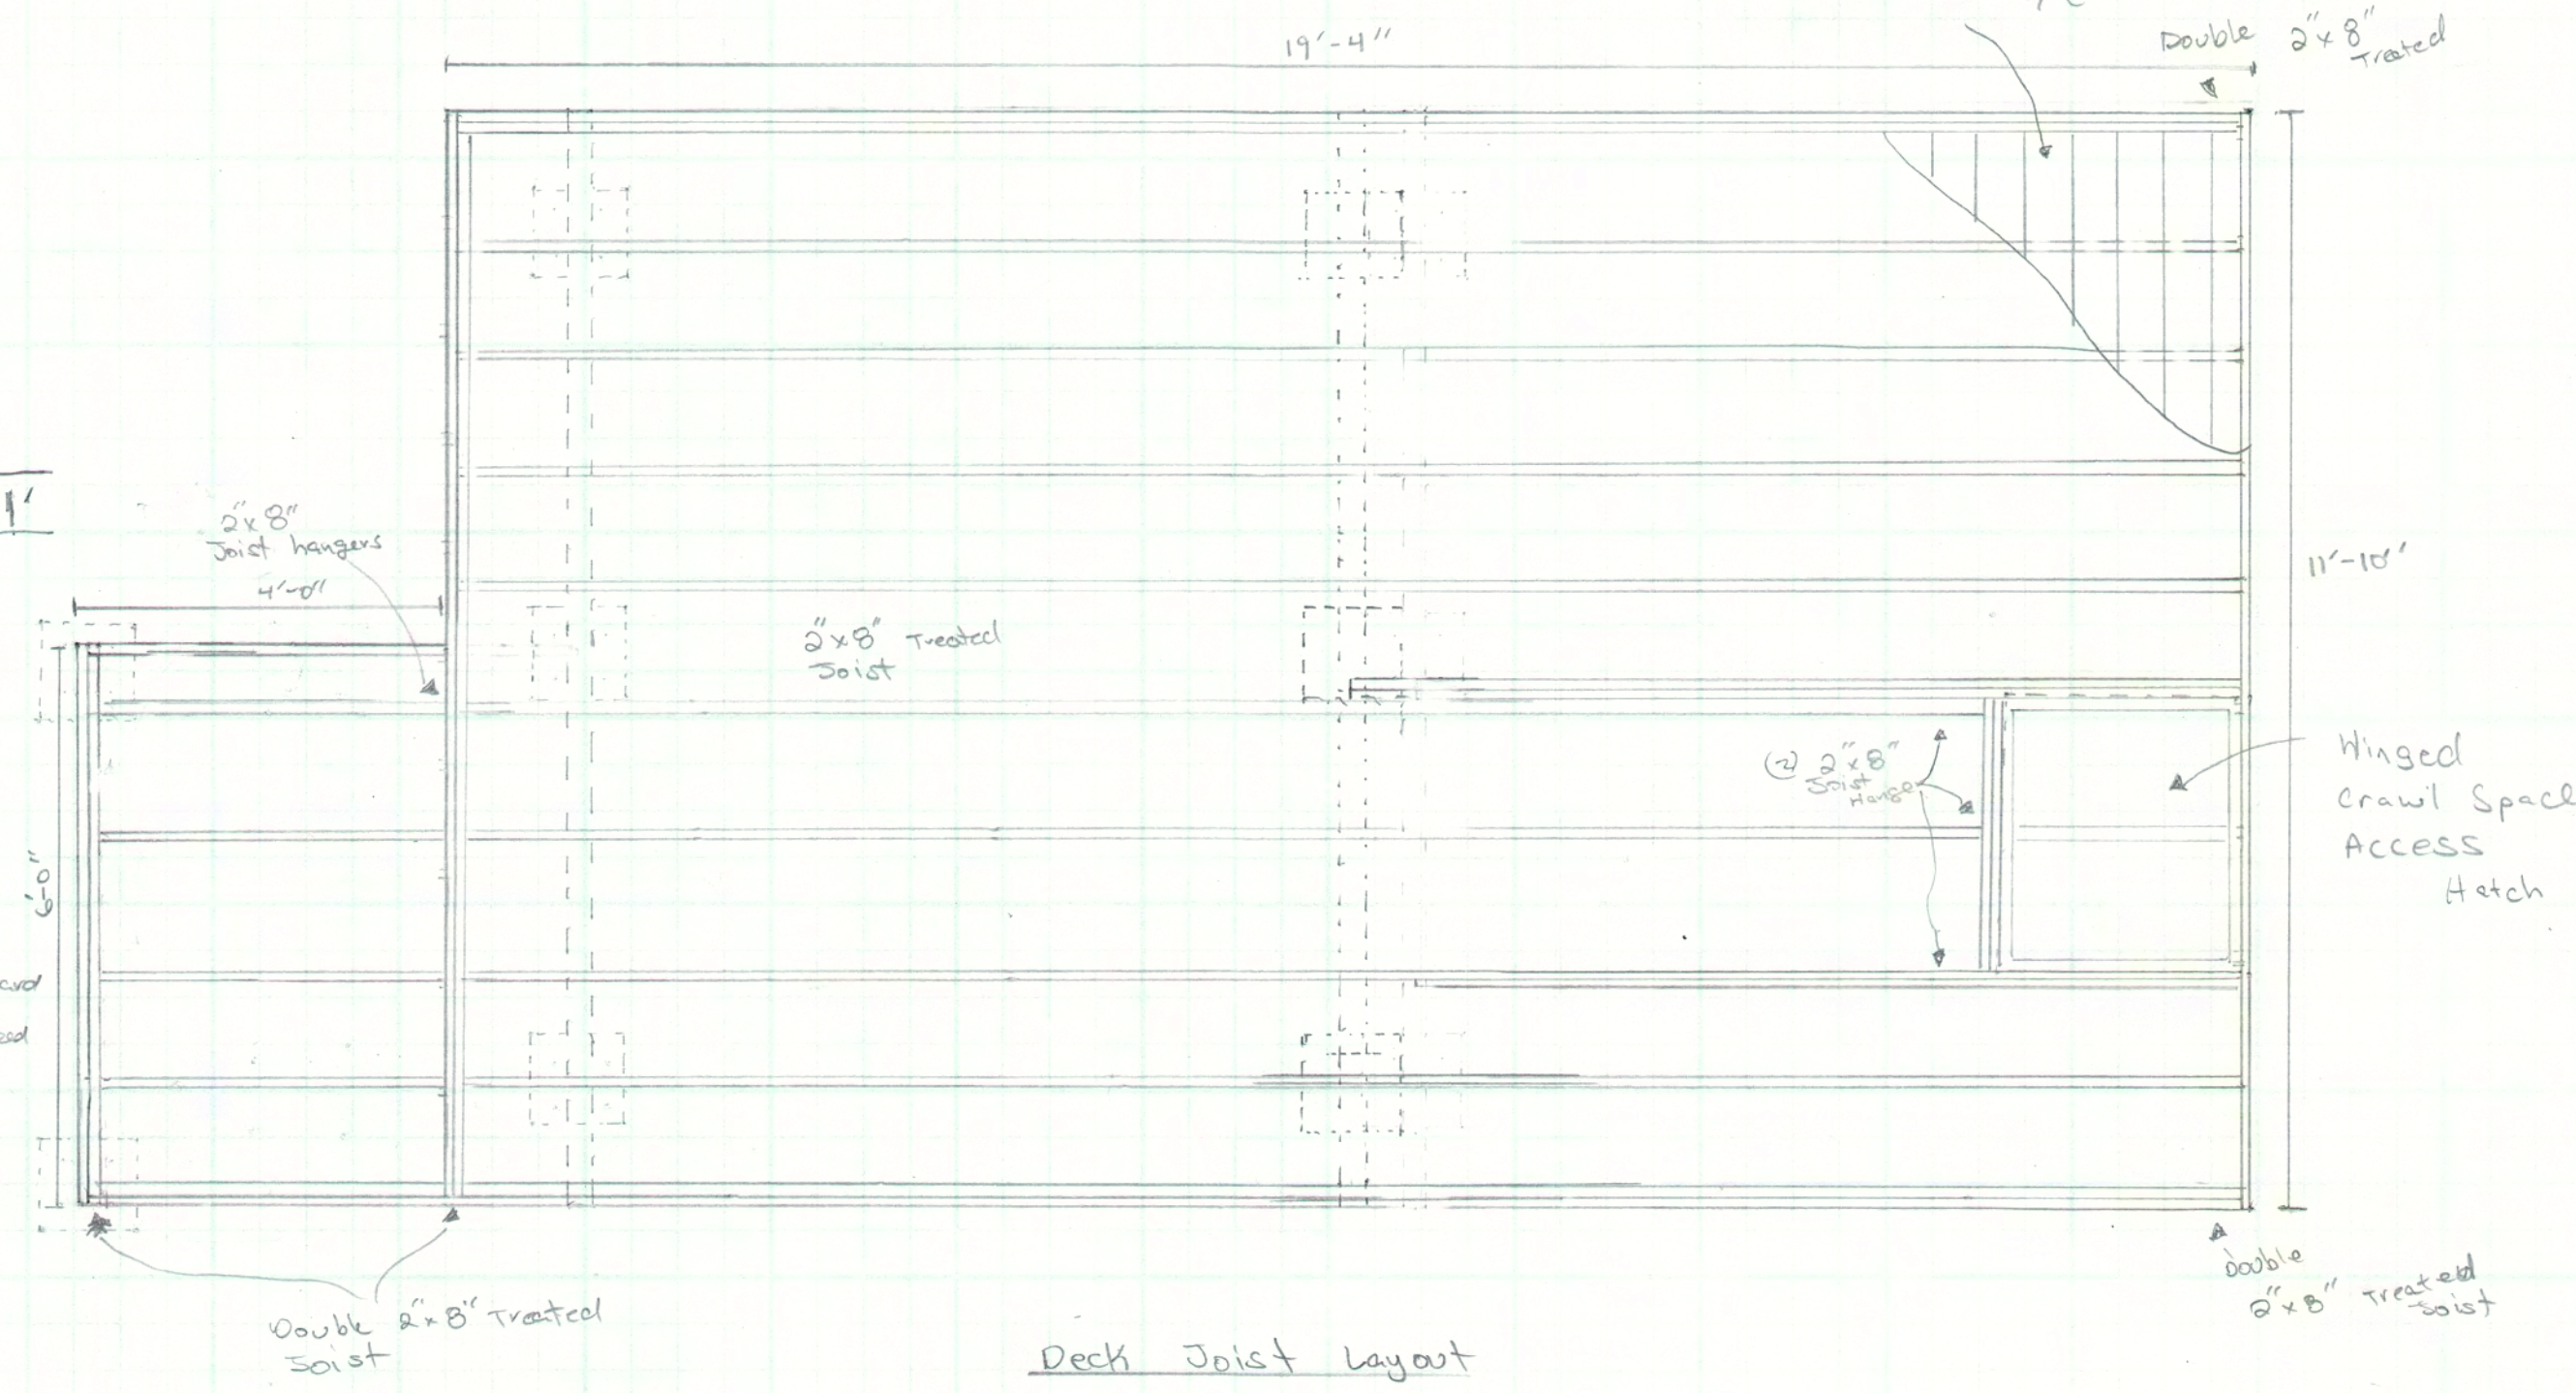 19'-4"
Double 2"x8"
Treated
1'
2"x8"
Joist hangers
4'-0"
11'-10"
2"x8" Treated
Joist
(2) 2"x8"
Joist
Hanger
Winged
Crawl Space
Access
Hatch
6'-0"
Double
2"x8" Treated
Joist
Double 2"x8" Treated
Joist
Deck Joist Layout